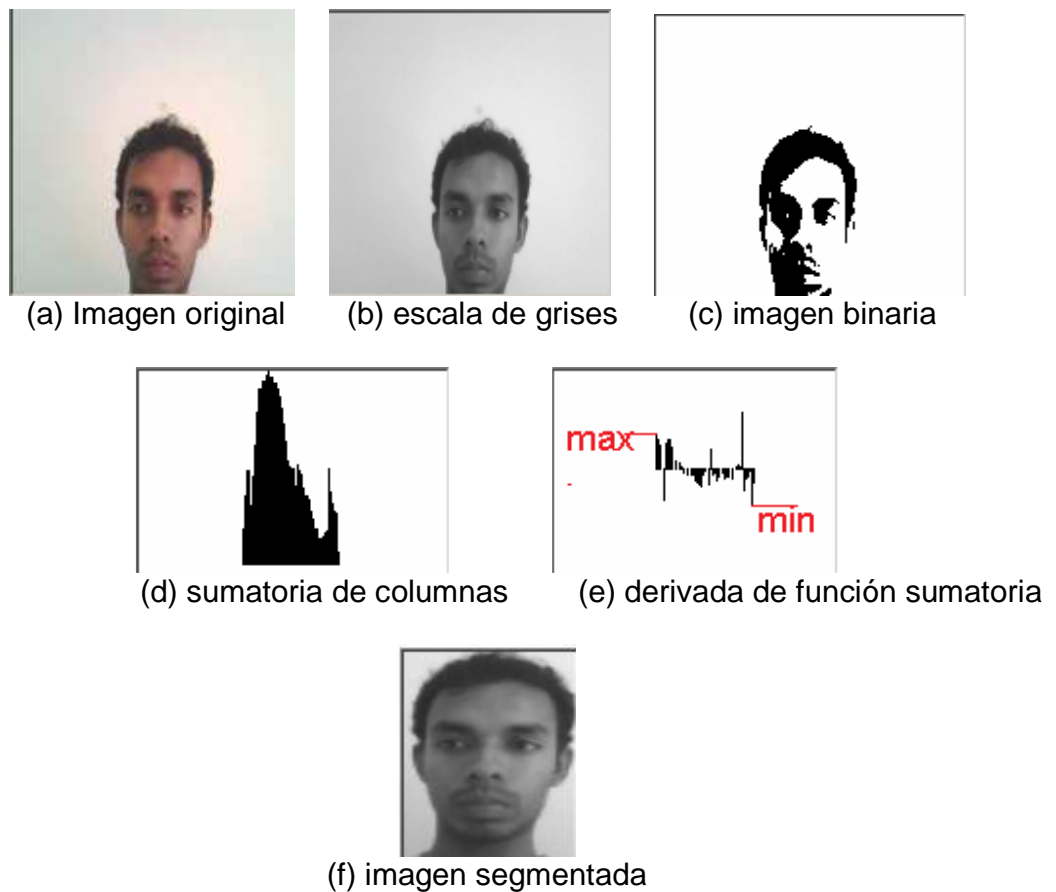 (a) Imagen original
(b) escala de grises
(c) imagen binaria
max
min
(d) sumatoria de columnas
(e) derivada de función sumatoria
(f) imagen segmentada